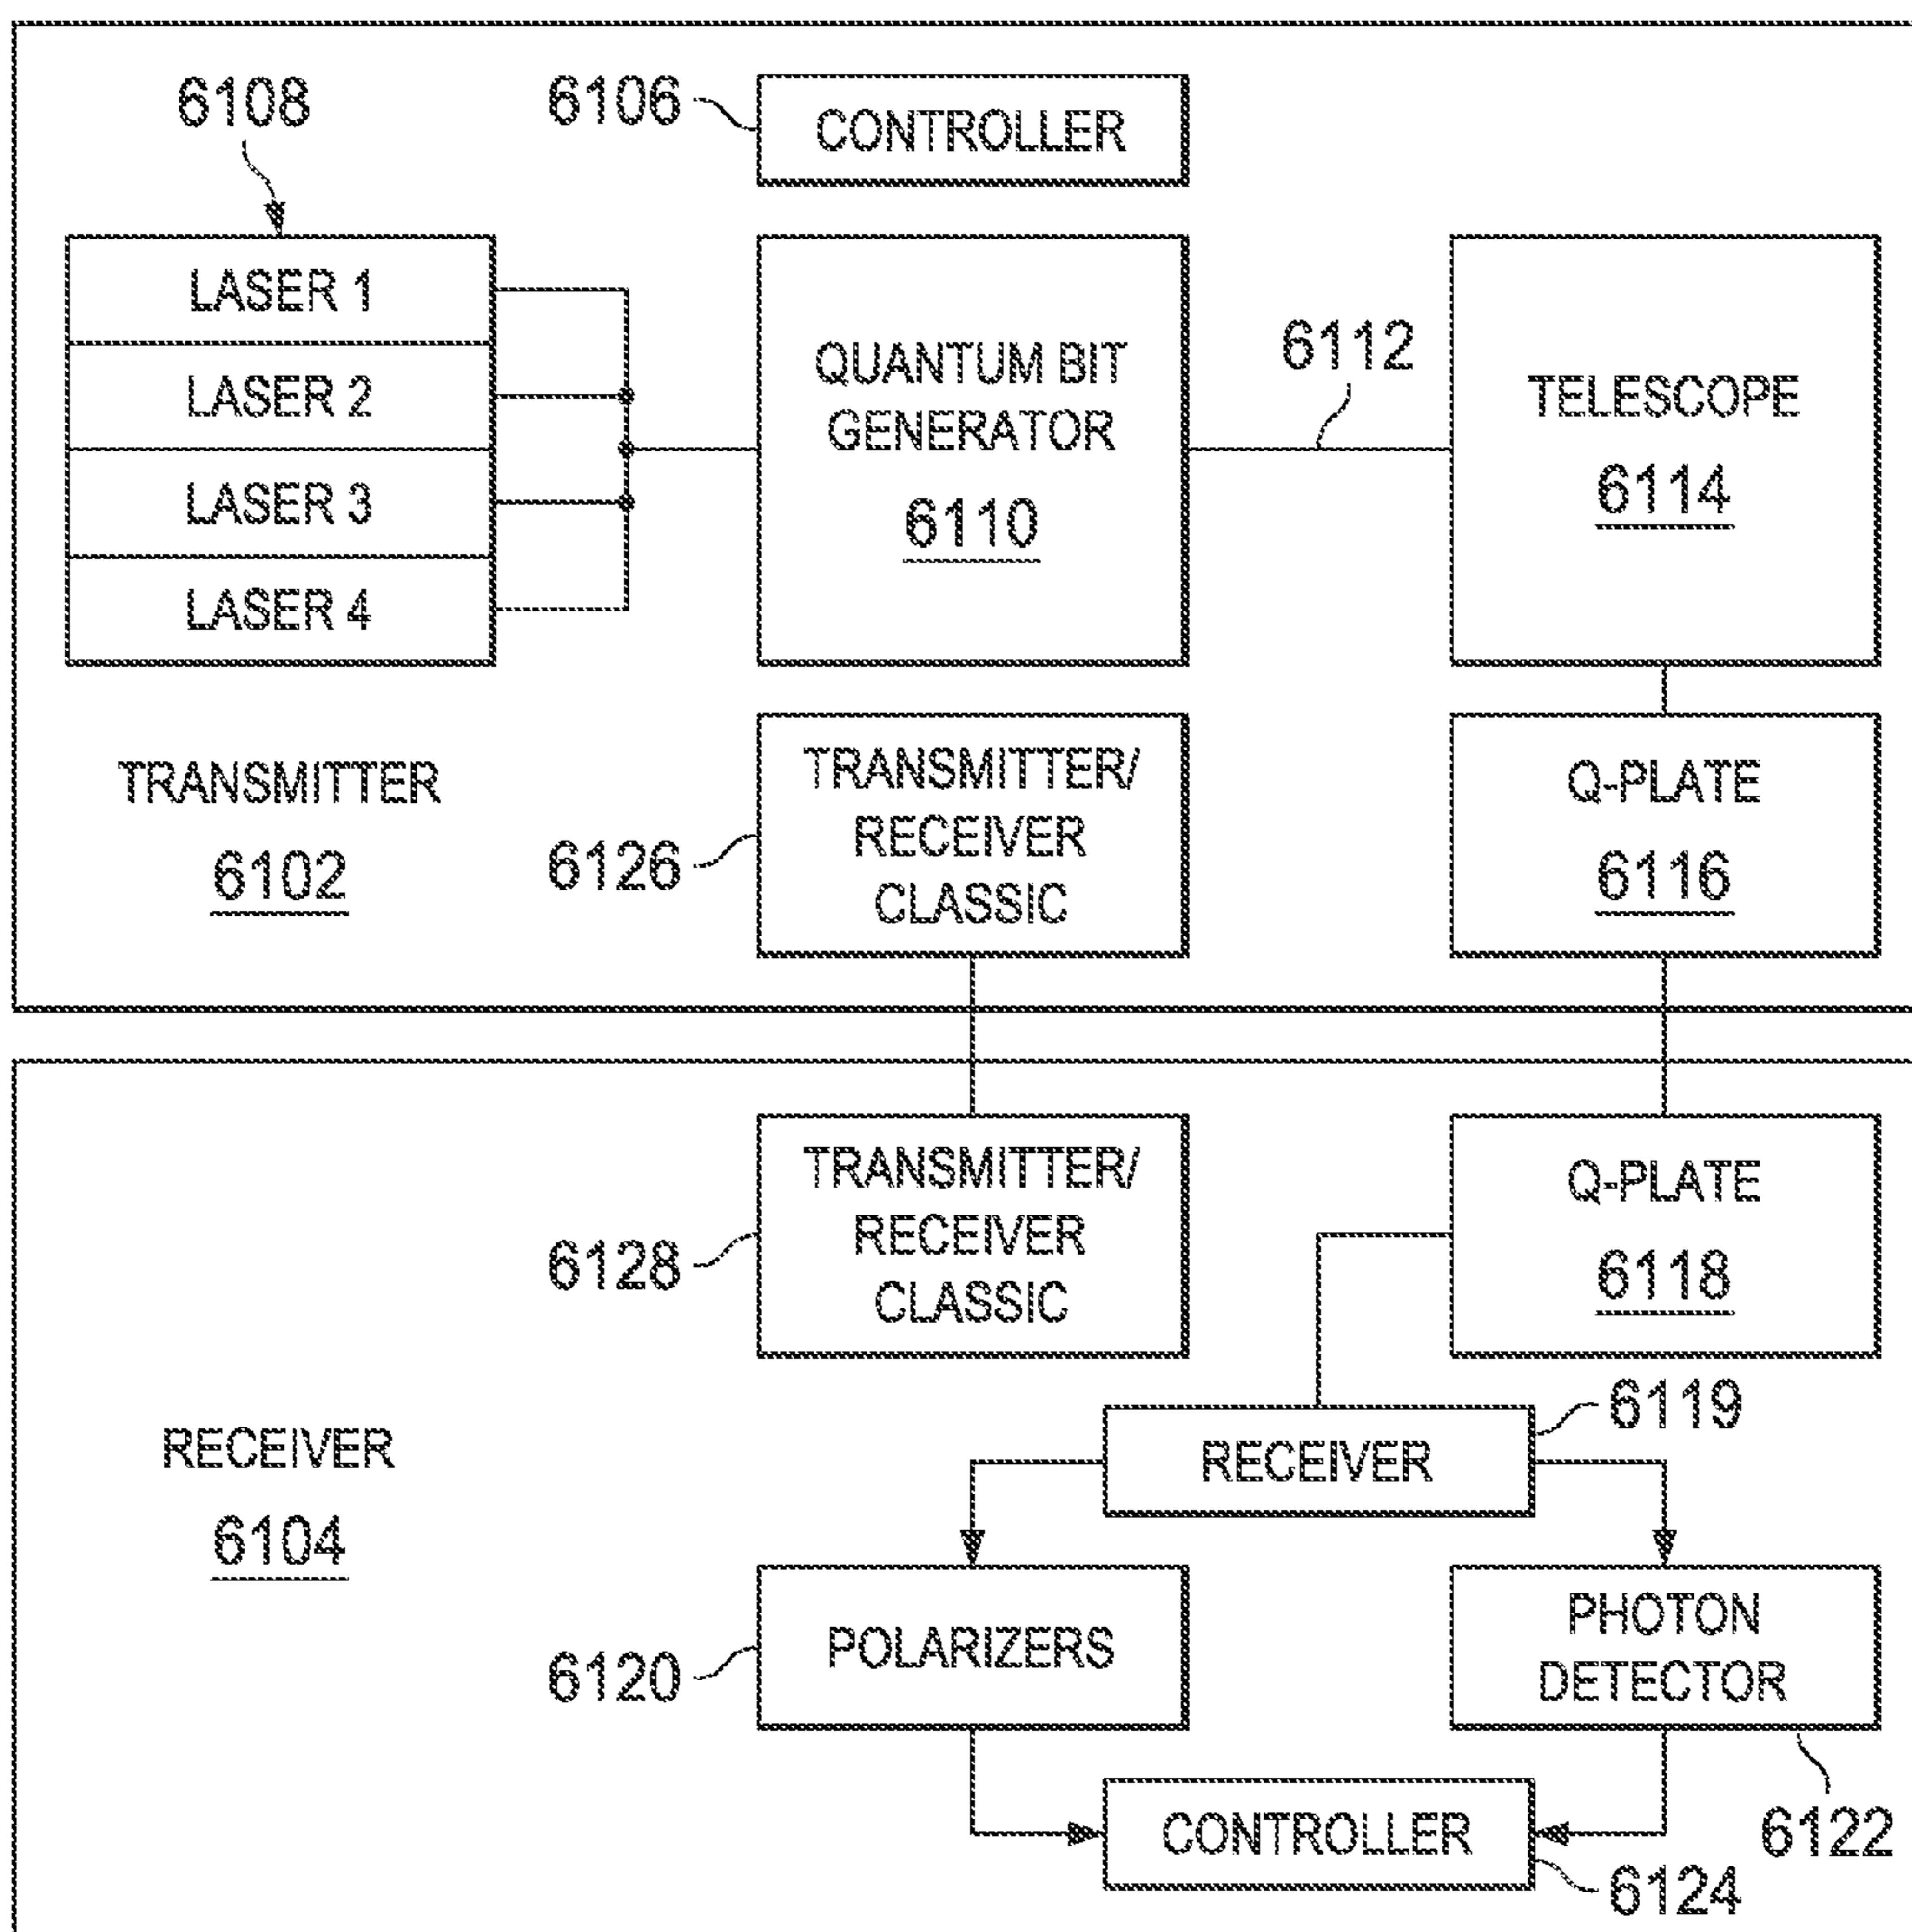 6108
6106
CONTROLLER
LASER 1
LASER 2
LASER 3
LASER 4
QUANTUM BIT
GENERATOR
6110
6112
TELESCOPE
6114
TRANSMITTER
6102
6126
TRANSMITTER/
RECEIVER
CLASSIC
Q-PLATE
6116
6128
TRANSMITTER/
RECEIVER
CLASSIC
Q-PLATE
6118
RECEIVER
6104
RECEIVER
6119
6120
POLARIZERS
PHOTON
DETECTOR
6122
CONTROLLER
6124